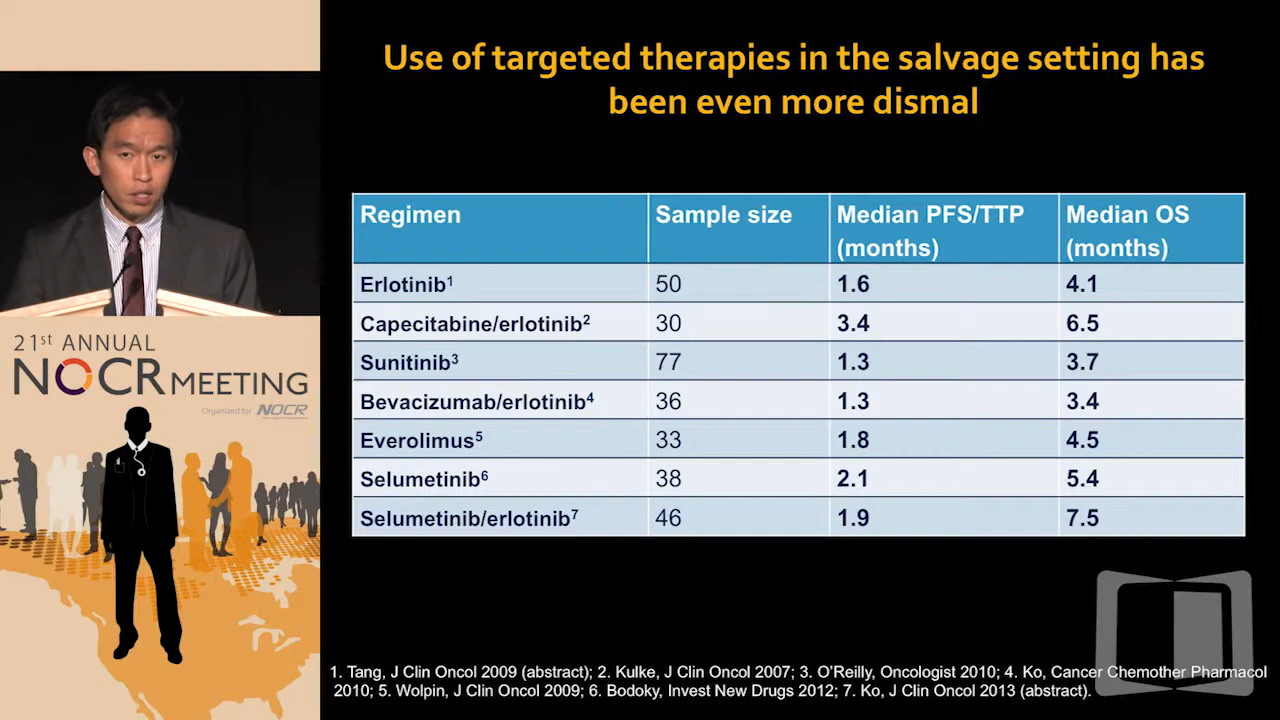 Use of targeted therapies in the salvage setting has
been even more dismal
Regimen Sample size Median PFS/TTP (months) Median OS (months)
Erlotinib¹ 50 1.6 4.1
Capecitabine/erlotinib² 30 3.4 6.5
Sunitinib³ 77 1.3 3.7
Bevacizumab/erlotinib⁴ 36 1.3 3.4
Everolimus⁵ 33 1.8 4.5
Selumetinib⁶ 38 2.1 5.4
Selumetinib/erlotinib⁷ 46 1.9 7.5
1. Tang, J Clin Oncol 2009 (abstract); 2. Kulke, J Clin Oncol 2007; 3. O'Reilly, Oncologist 2010; 4. Ko, Cancer Chemother Pharmacol
2010; 5. Wolpin, J Clin Oncol 2009; 6. Bodoky, Invest New Drugs 2012; 7. Ko, J Clin Oncol 2013 (abstract).
21st ANNUAL
NOCR MEETING
Organized for NOCR